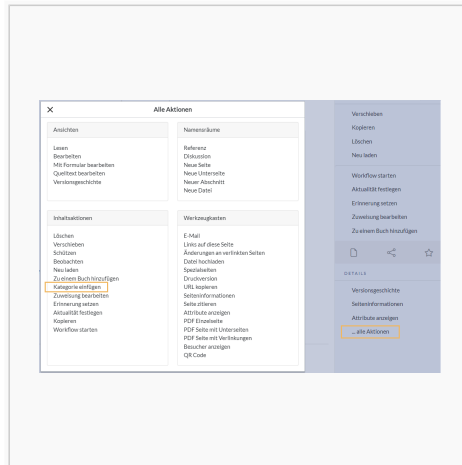 Alle Aktionen
Ansichten
Lesen
Bearbeiten
Mit Formular bearbeiten
Quelltext bearbeiten
Versionsgeschichte
Namensräume
Referenz
Diskussion
Neue Seite
Neue Unterseite
Neuer Abschnitt
Neue Datei
Inhaltsaktionen
Löschen
Verschieben
Schützen
Beobachten
Neu laden
Zu einem Buch hinzufügen
Kategorie einfügen
Zuweisung bearbeiten
Erinnerung setzen
Aktualität festlegen
Kopieren
Workflow starten
Werkzeugkasten
E-Mail
Links auf diese Seite
Änderungen an verlinkten Seiten
Datei hochladen
Spezialseiten
Druckversion
URL kopieren
Seiteninformationen
Seite zitieren
Attribute anzeigen
PDF Einzelseite
PDF Seite mit Unterseiten
PDF Seite mit Verlinkungen
Besucher anzeigen
QR Code
Verschieben
Kopieren
Löschen
Neu laden
Workflow starten
Aktualität festlegen
Erinnerung setzen
Zuweisung bearbeiten
Zu einem Buch hinzufügen
DETAILS
Versionsgeschichte
Seiteninformationen
Attribute anzeigen
... alle Aktionen